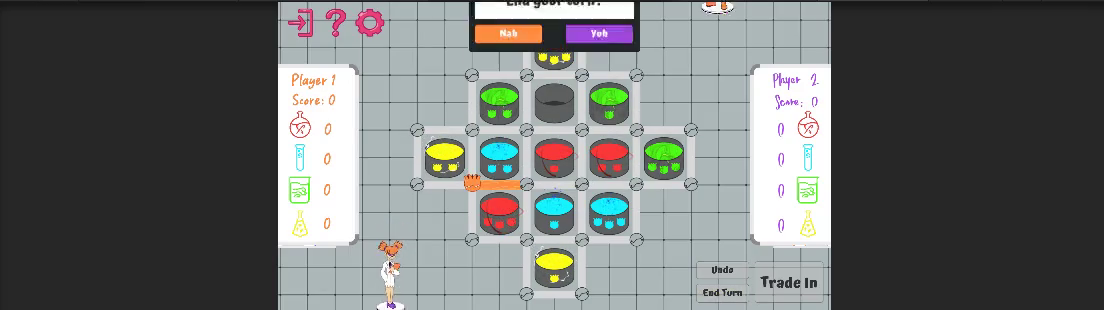 End your turn?
Nah
Yuh
?
Player 1
Score: 0
0
0
0
0
Player 2
Score: 0
0
0
0
0
Undo
End Turn
Trade In